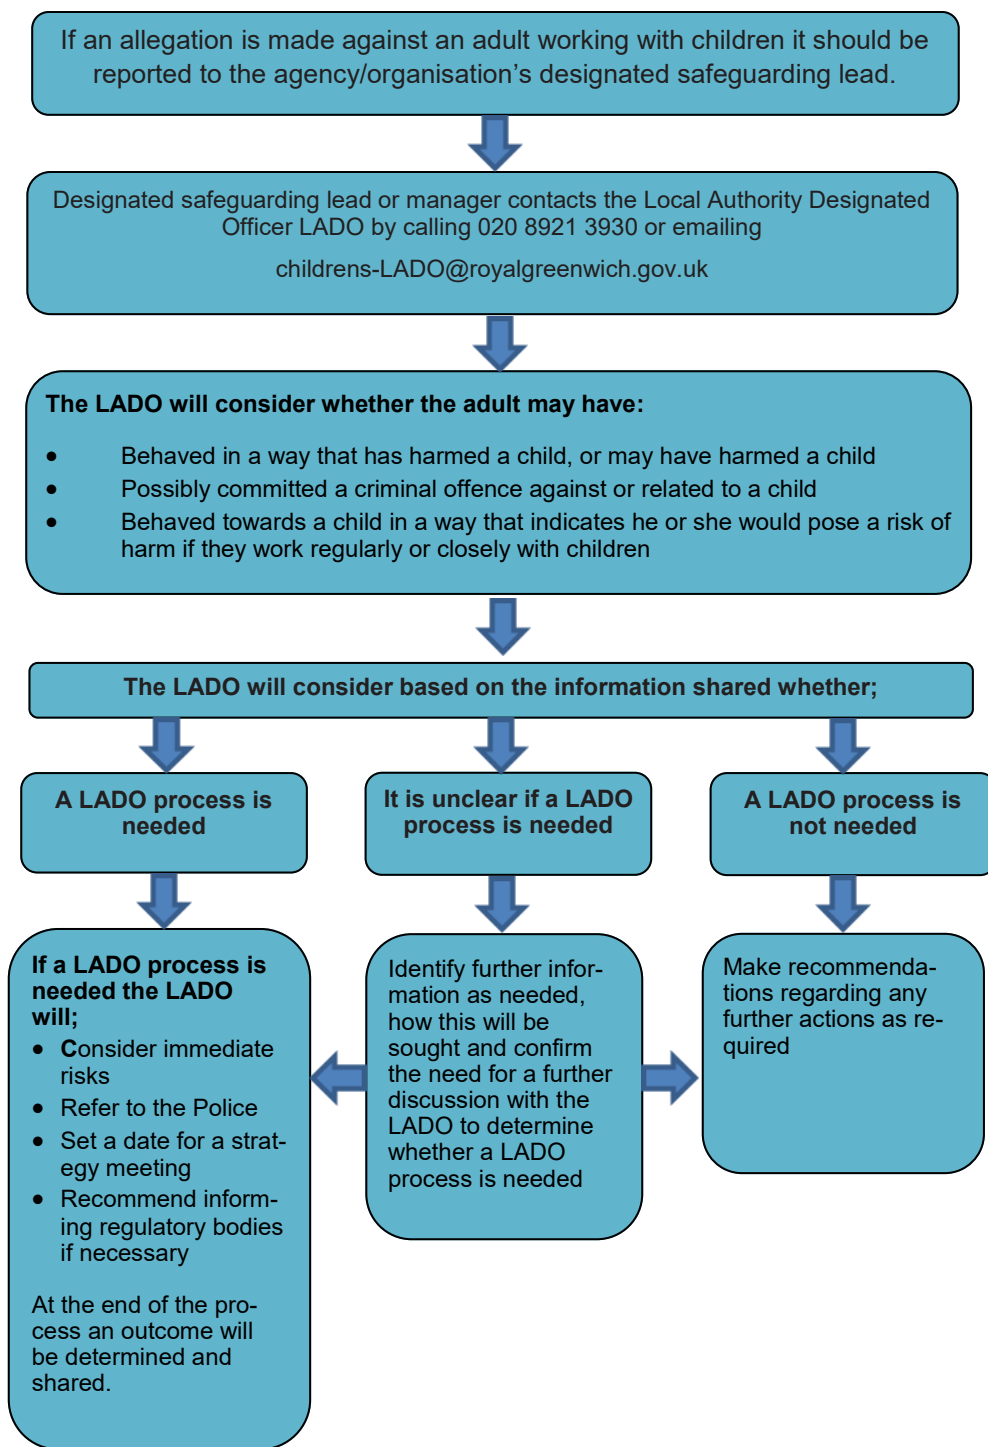 If an allegation is made against an adult working with children it should be
reported to the agency/organisation's designated safeguarding lead.
Designated safeguarding lead or manager contacts the Local Authority Designated
Officer LADO by calling 020 8921 3930 or emailing
childrens-LADO@royalgreenwich.gov.uk
The LADO will consider whether the adult may have:
• Behaved in a way that has harmed a child, or may have harmed a child
• Possibly committed a criminal offence against or related to a child
• Behaved towards a child in a way that indicates he or she would pose a risk of
harm if they work regularly or closely with children
The LADO will consider based on the information shared whether;
A LADO process is
needed
It is unclear if a LADO
process is needed
A LADO process is
not needed
If a LADO process is
needed the LADO
will;
• Consider immediate
risks
• Refer to the Police
• Set a date for a strat-
egy meeting
• Recommend inform-
ing regulatory bodies
if necessary
At the end of the pro-
cess an outcome will
be determined and
shared.
Identify further infor-
mation as needed,
how this will be
sought and confirm
the need for a further
discussion with the
LADO to determine
whether a LADO
process is needed
Make recommenda-
tions regarding any
further actions as re-
quired